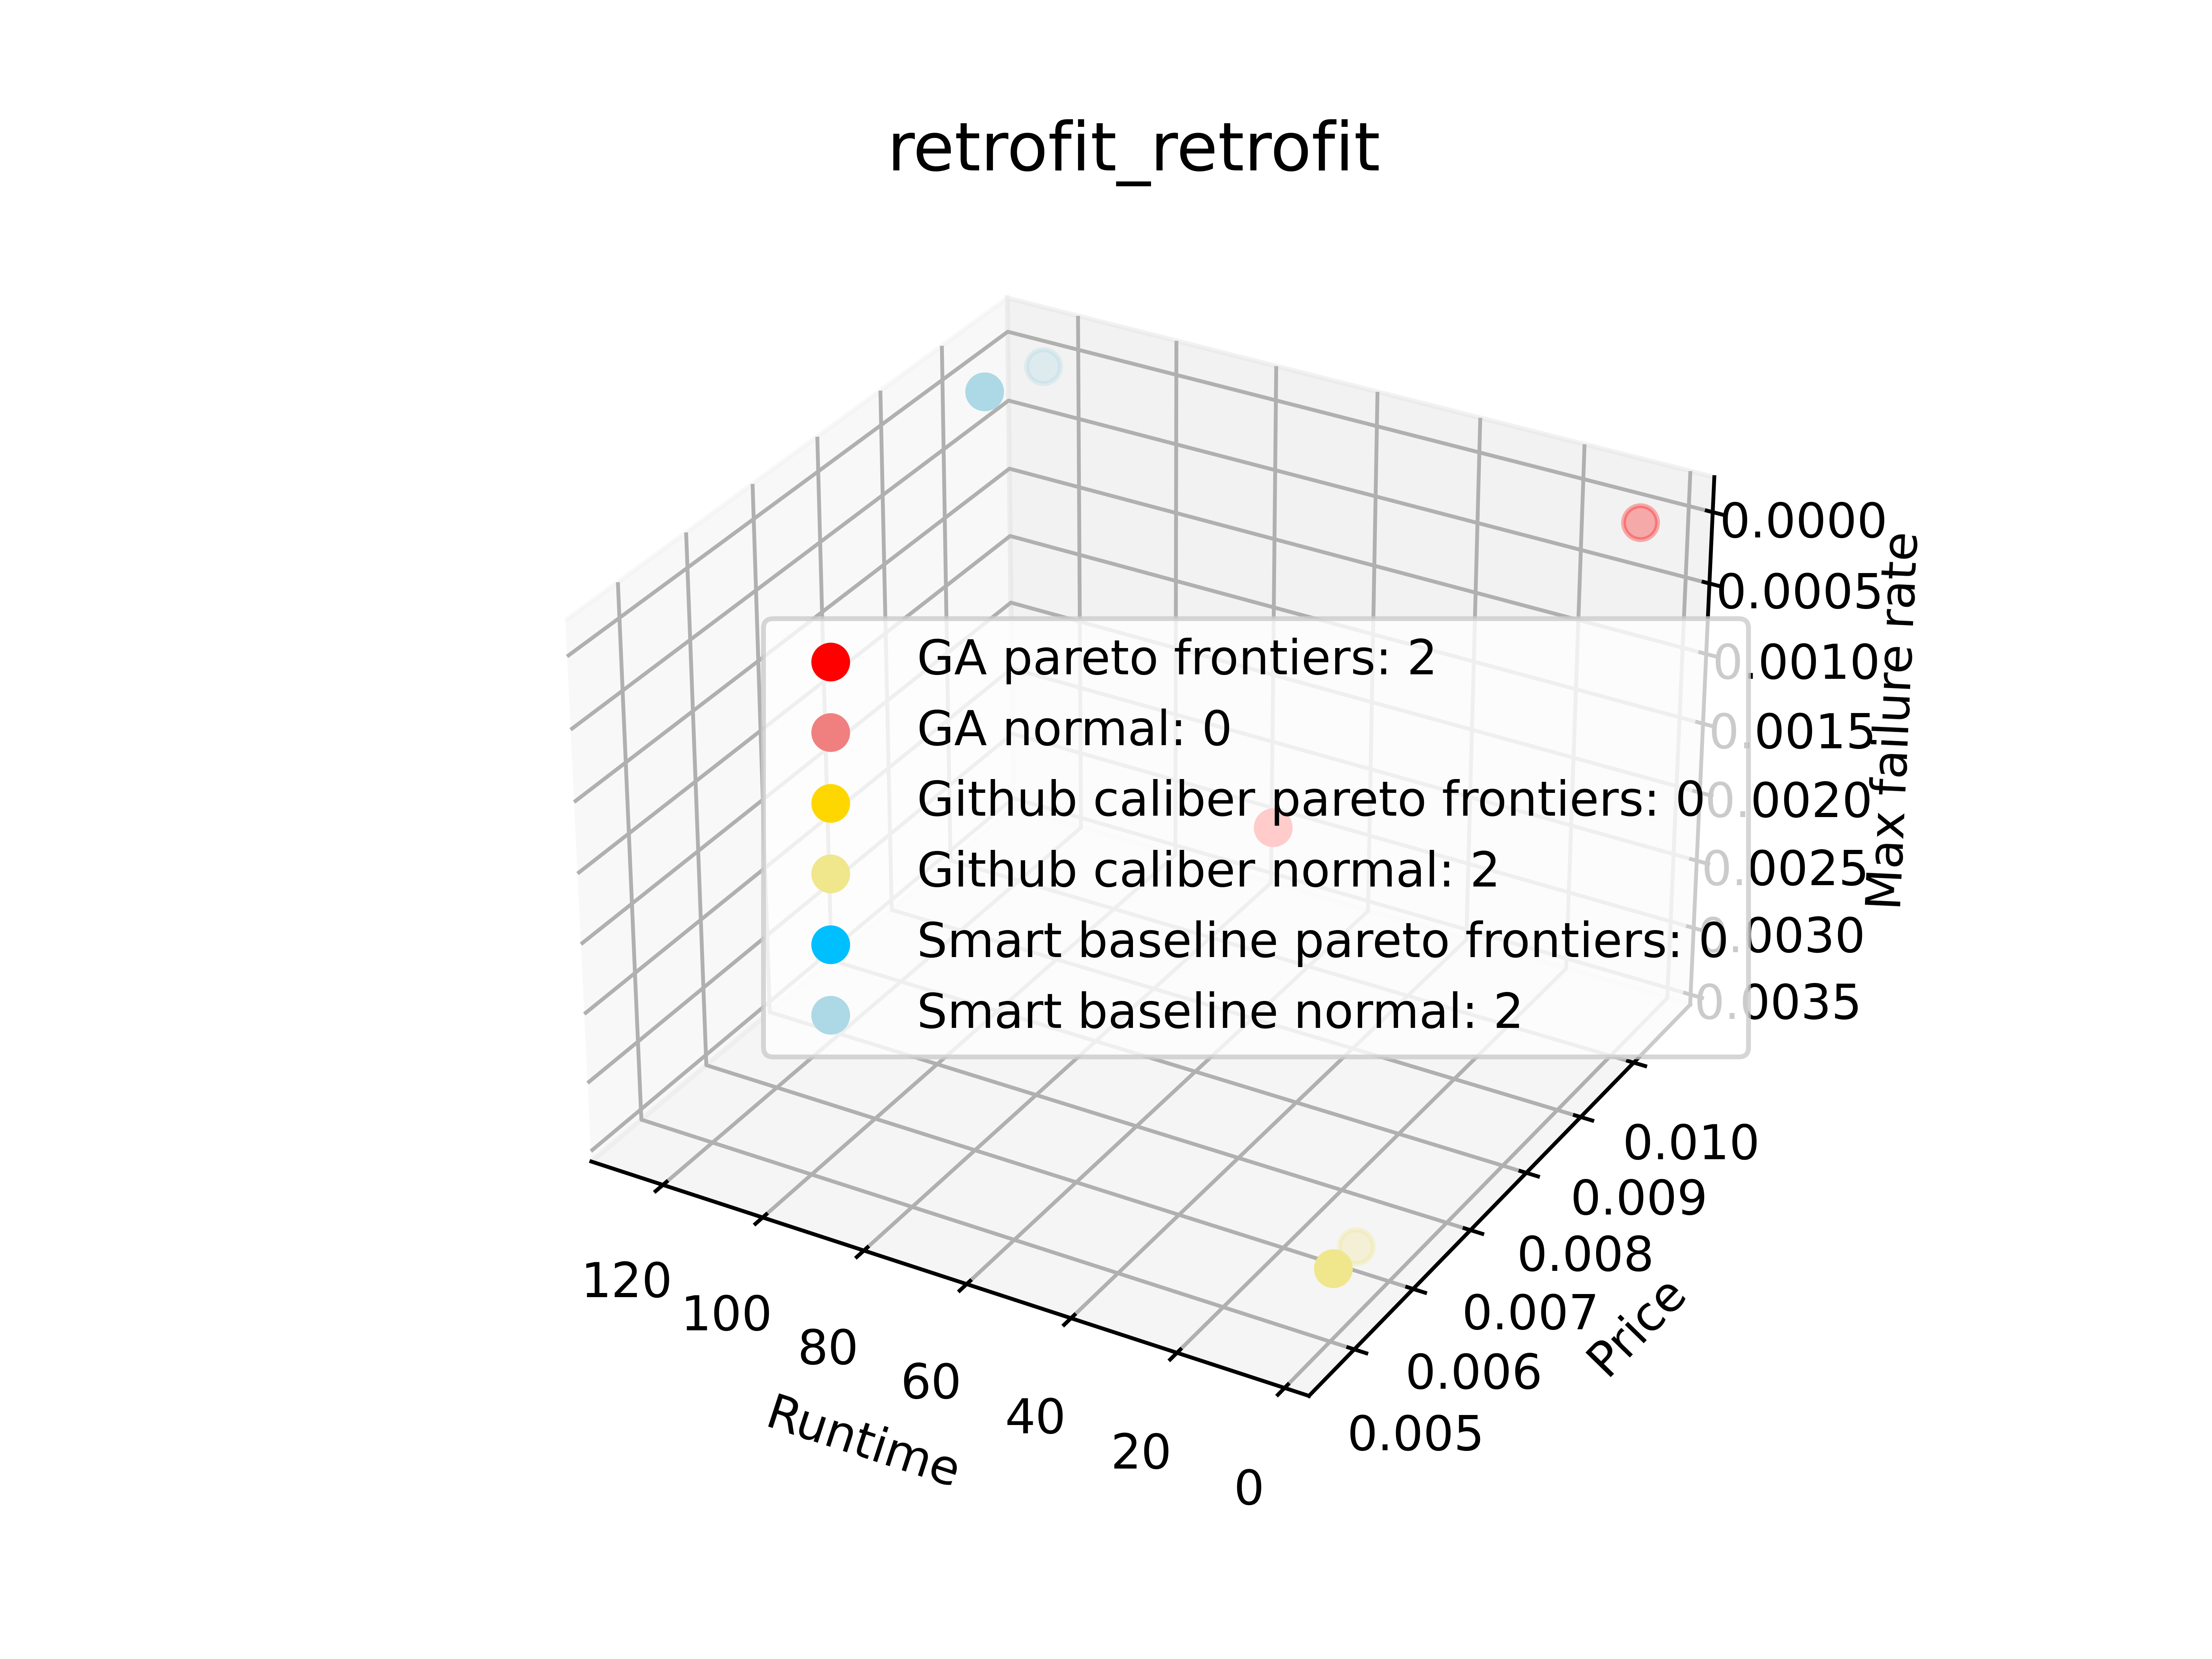 retrofit_retrofit
0.0000
0.0005
0.0010
0.0015
0.0020
0.0025
0.0030
0.0035
Max failure rate
GA pareto frontiers: 2
GA normal: 0
Github caliber pareto frontiers: 0
Github caliber normal: 2
Smart baseline pareto frontiers: 0
Smart baseline normal: 2
0.010
0.009
0.008
0.007
0.006
0.005
Price
120
100
80
60
40
20
0
Runtime